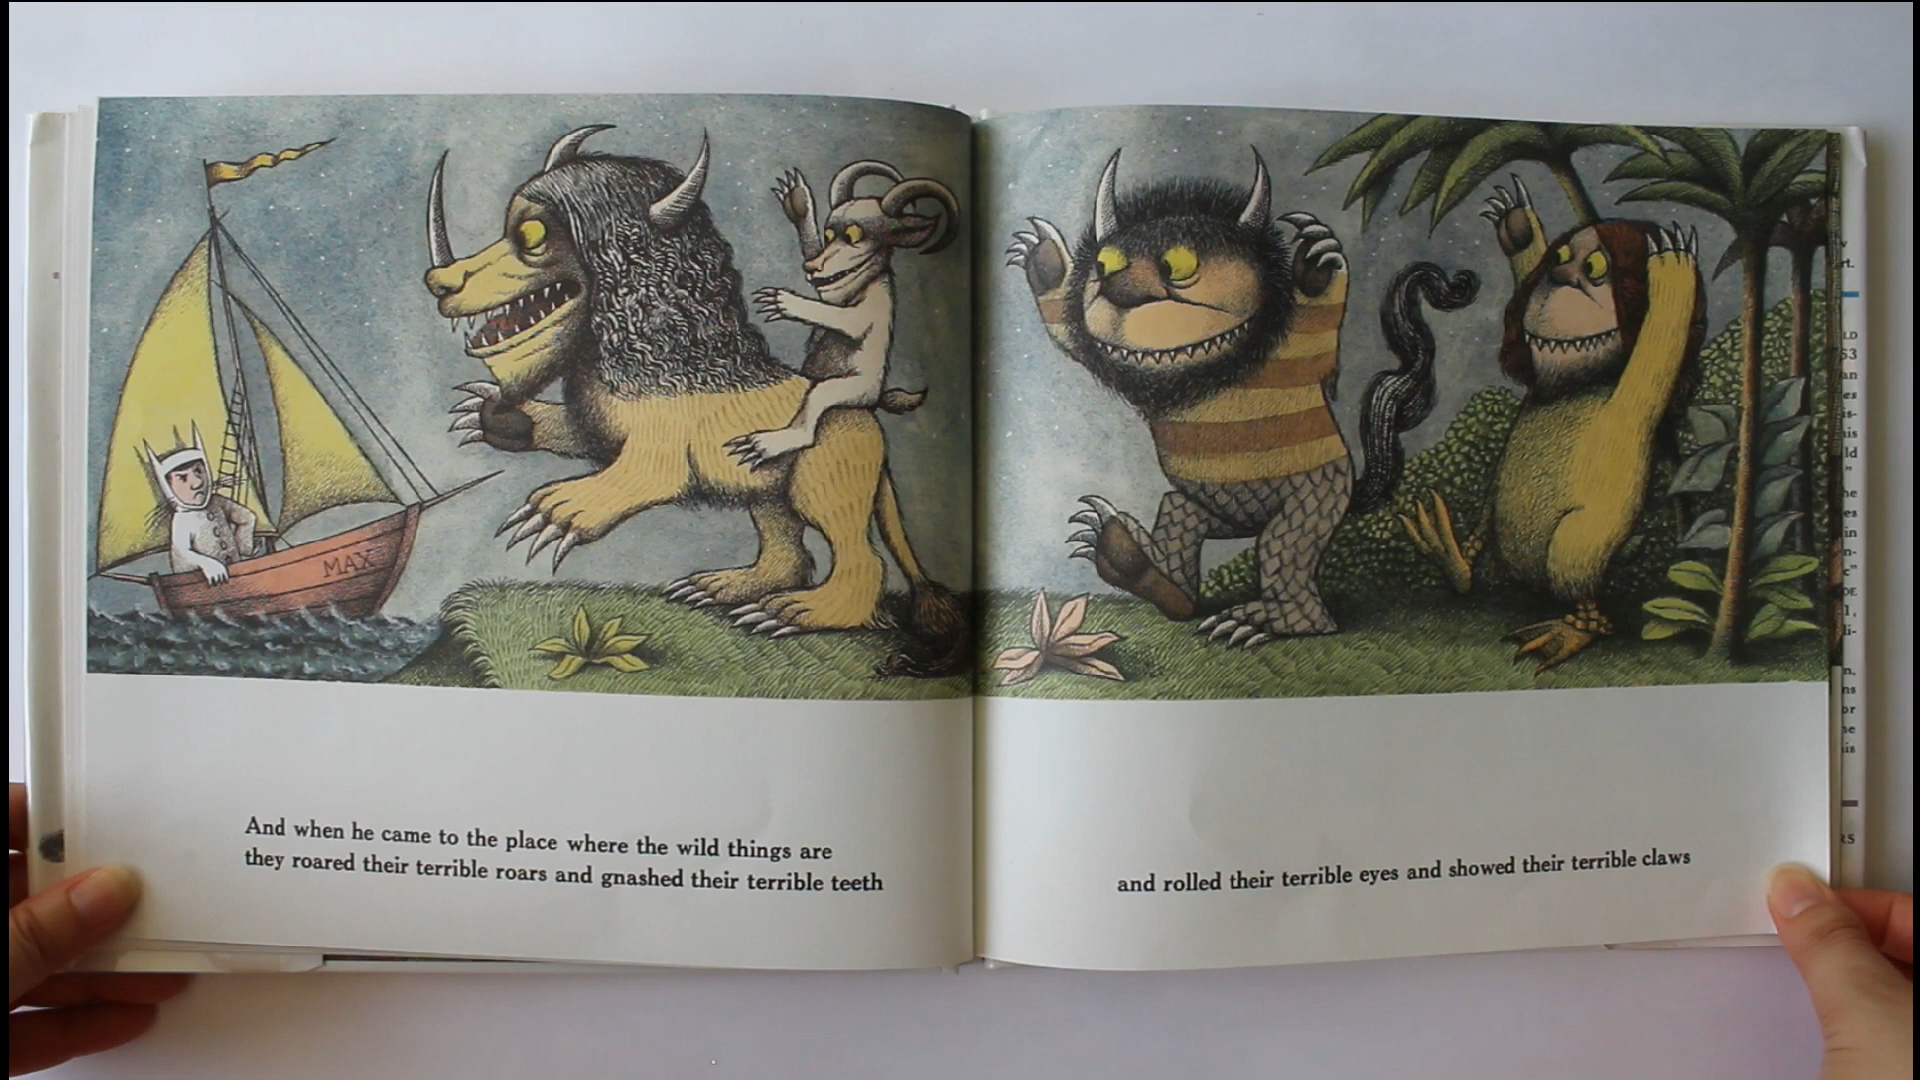 MAX
And when he came to the place where the wild things are
they roared their terrible roars and gnashed their terrible teeth
and rolled their terrible eyes and showed their terrible claws